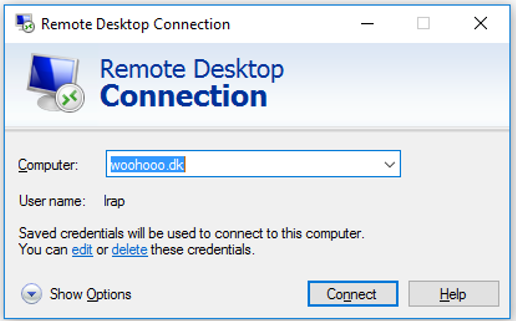 Remote Desktop Connection
Remote Desktop
Connection
Computer: woohooo.dk
User name: lrap
Saved credentials will be used to connect to this computer.
You can edit or delete these credentials.
Show Options Connect Help